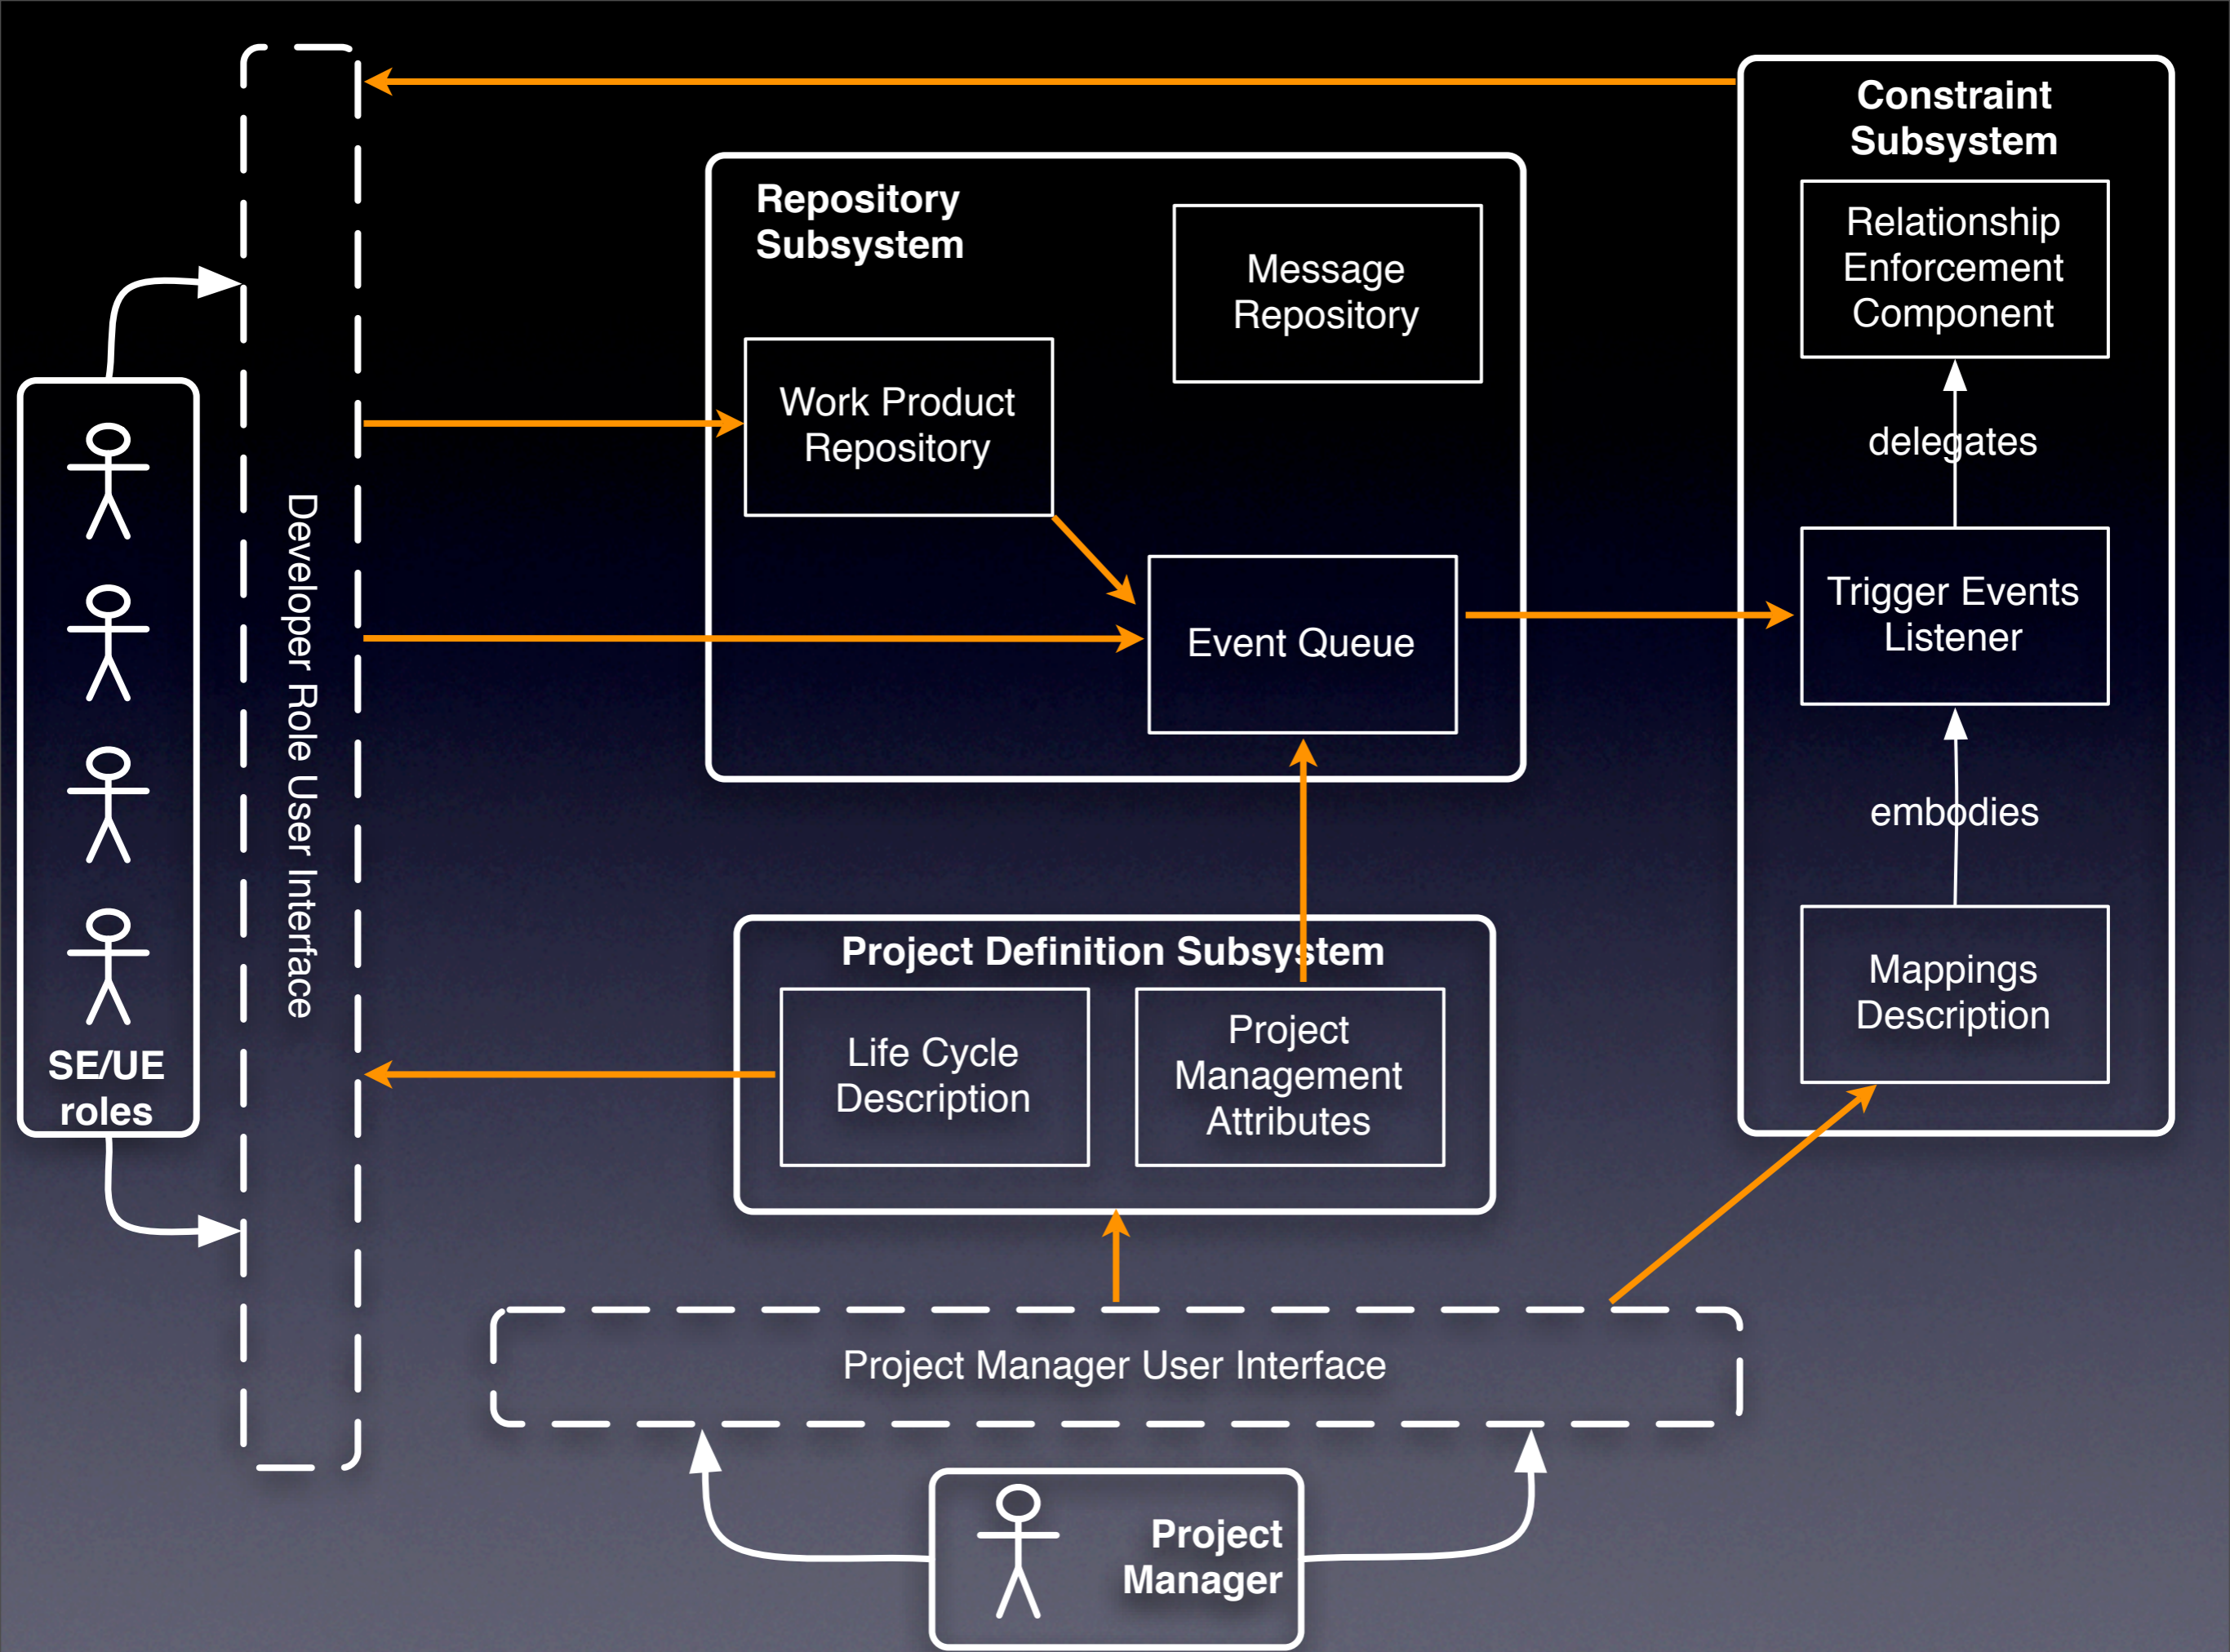 Constraint
Subsystem
Relationship
Enforcement
Component
delegates
Trigger Events
Listener
embodies
Mappings
Description
Repository
Subsystem
Message
Repository
Work Product
Repository
Event Queue
Developer Role User Interface
SE/UE
roles
Project Definition Subsystem
Life Cycle
Description
Project
Management
Attributes
Project Manager User Interface
Project
Manager